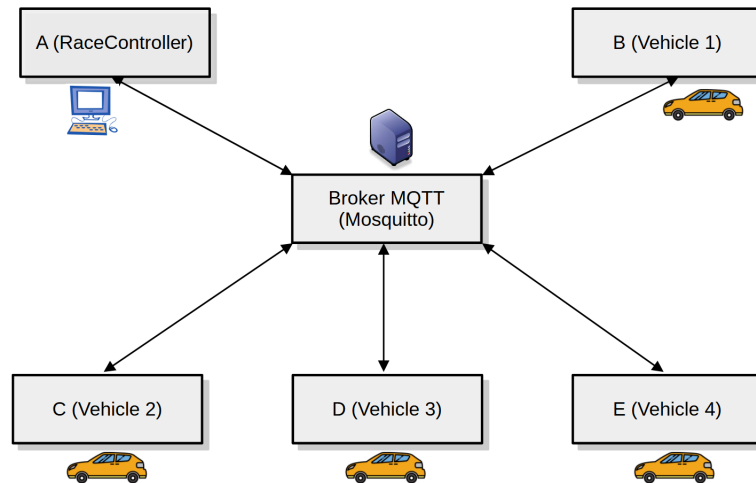 A (RaceController)
B (Vehicle 1)
Broker MQTT
(Mosquitto)
C (Vehicle 2)
D (Vehicle 3)
E (Vehicle 4)